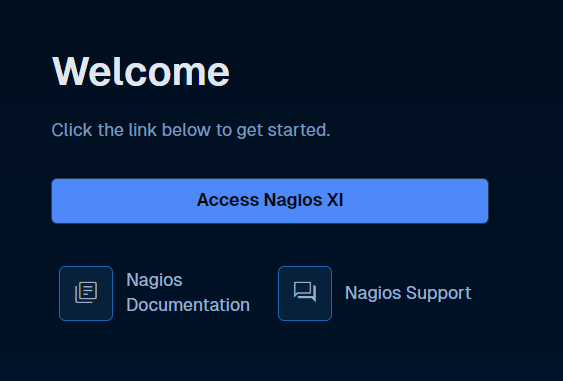 Welcome
Click the link below to get started.
Access Nagios XI
Nagios
Documentation
Nagios Support